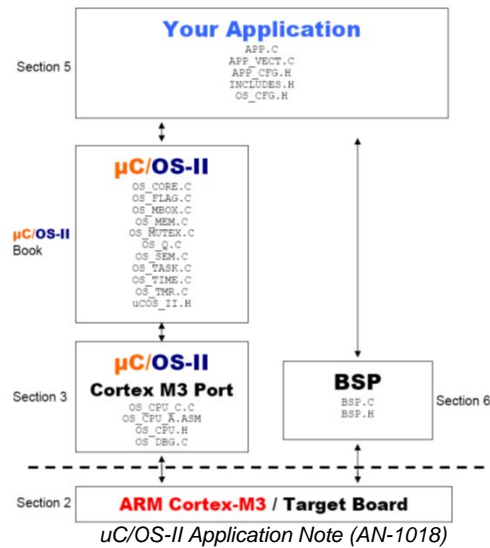 Your Application
APP.C
APP_VECT.C
APP_CFG.H
INCLUDES.H
OS_CFG.H
Section 5
µC/OS-II
OS_CORE.C
OS_FLAG.C
OS_MBOX.C
OS_MEM.C
OS_MUTEX.C
OS_Q.C
OS_SEM.C
OS_TASK.C
OS_TIME.C
OS_TMR.C
uCOS_II.H
µC/OS-II
Book
µC/OS-II
Cortex M3 Port
OS_CPU_C.C
OS_CPU_A.ASM
OS_CPU.H
OS_DBG.C
Section 3
BSP
BSP.C
BSP.H
Section 6
Section 2
ARM Cortex-M3 / Target Board
uC/OS-II Application Note (AN-1018)